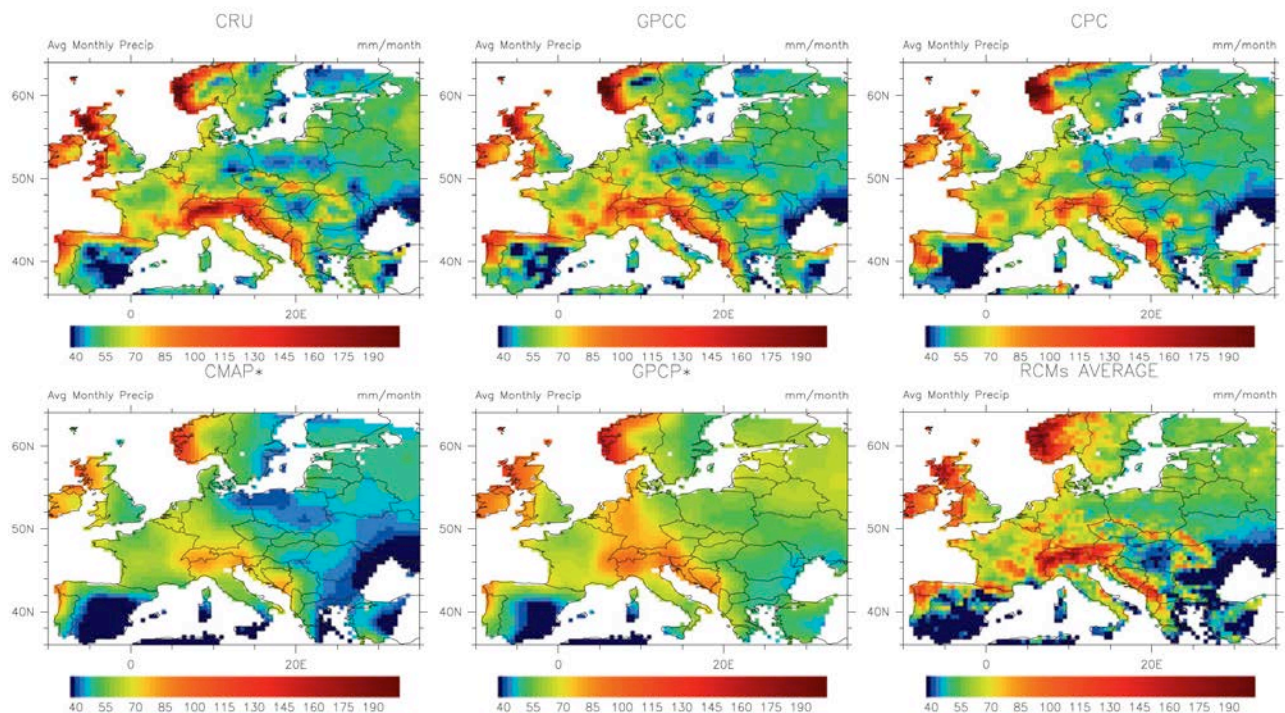 CRU GPCC CPC
Avg Monthly Precip mm/month Avg Monthly Precip mm/month Avg Monthly Precip mm/month
60N 60N 60N
50N 50N 50N
40N 40N 40N
0 20E 0 20E 0 20E
40 55 70 85 100 115 130 145 160 175 190 40 55 70 85 100 115 130 145 160 175 190 40 55 70 85 100 115 130 145 160 175 190
CMAP* GPCP* RCMs AVERAGE
Avg Monthly Precip mm/month Avg Monthly Precip mm/month Avg Monthly Precip mm/month
60N 60N 60N
50N 50N 50N
40N 40N 40N
0 20E 0 20E 0 20E
40 55 70 85 100 115 130 145 160 175 190 40 55 70 85 100 115 130 145 160 175 190 40 55 70 85 100 115 130 145 160 175 190